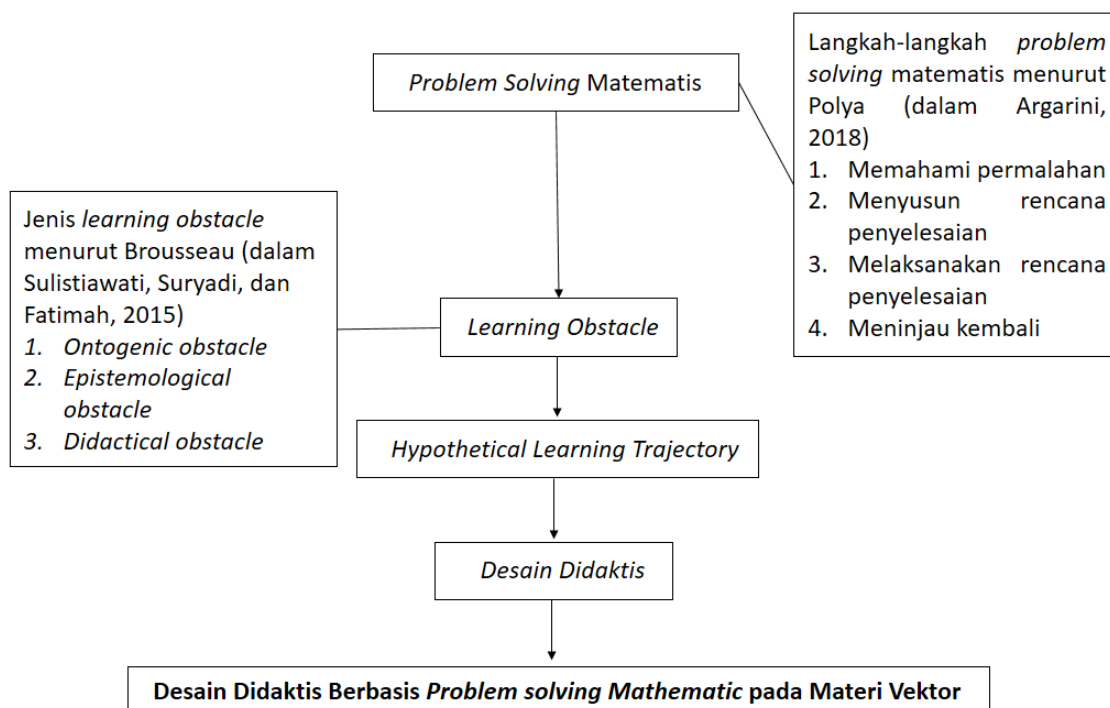 Problem Solving Matematis
Langkah-langkah problem
solving matematis menurut
Polya (dalam Argarini,
2018)
1. Memahami permalahan
2. Menyusun rencana
penyelesaian
3. Melaksanakan rencana
penyelesaian
4. Meninjau kembali
Jenis learning obstacle
menurut Brousseau (dalam
Sulistiawati, Suryadi, dan
Fatimah, 2015)
1. Ontogenic obstacle
2. Epistemological
obstacle
3. Didactical obstacle
Learning Obstacle
Hypothetical Learning Trajectory
Desain Didaktis
Desain Didaktis Berbasis Problem solving Mathematic pada Materi Vektor